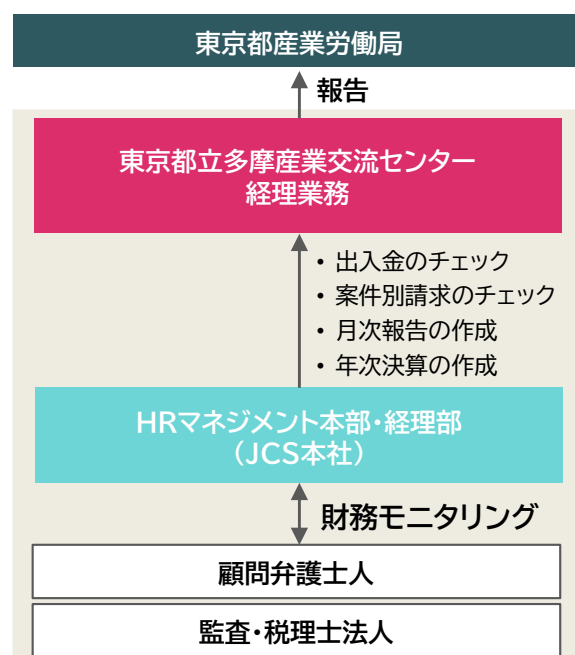 東京都産業労働局
報告
東京都立多摩産業交流センター
経理業務
• 出入金のチェック
• 案件別請求のチェック
• 月次報告の作成
• 年次決算の作成
HRマネジメント本部・経理部
（JCS本社）
財務モニタリング
顧問弁護士人
監査・税理士法人